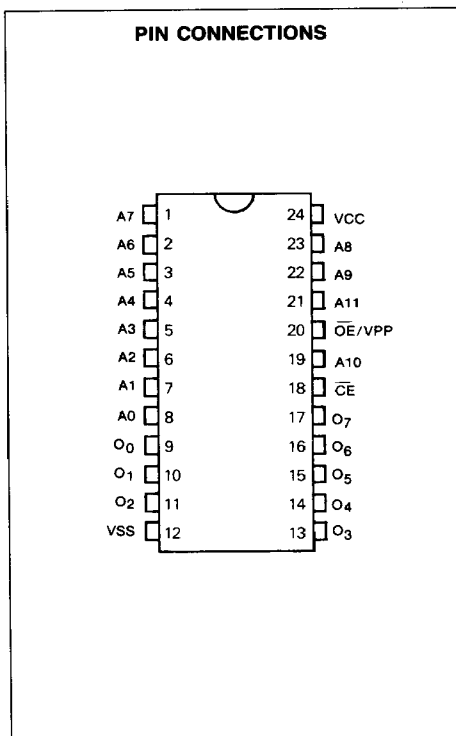 PIN CONNECTIONS
A7 1 24 VCC
A6 2 23 A8
A5 3 22 A9
A4 4 21 A11
A3 5 20 O̅E̅/VPP
A2 6 19 A10
A1 7 18 C̅E̅
A0 8 17 O₇
O₀ 9 16 O₆
O₁ 10 15 O₅
O₂ 11 14 O₄
VSS 12 13 O₃